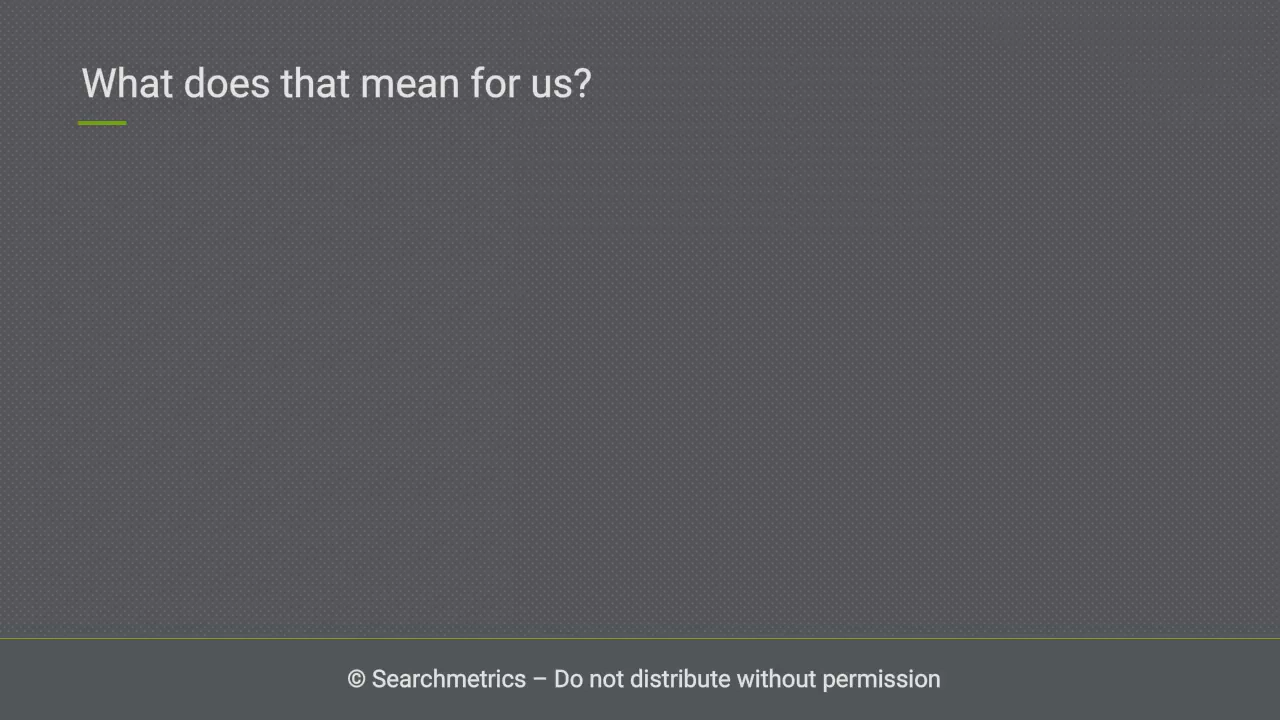 What does that mean for us?
© Searchmetrics – Do not distribute without permission